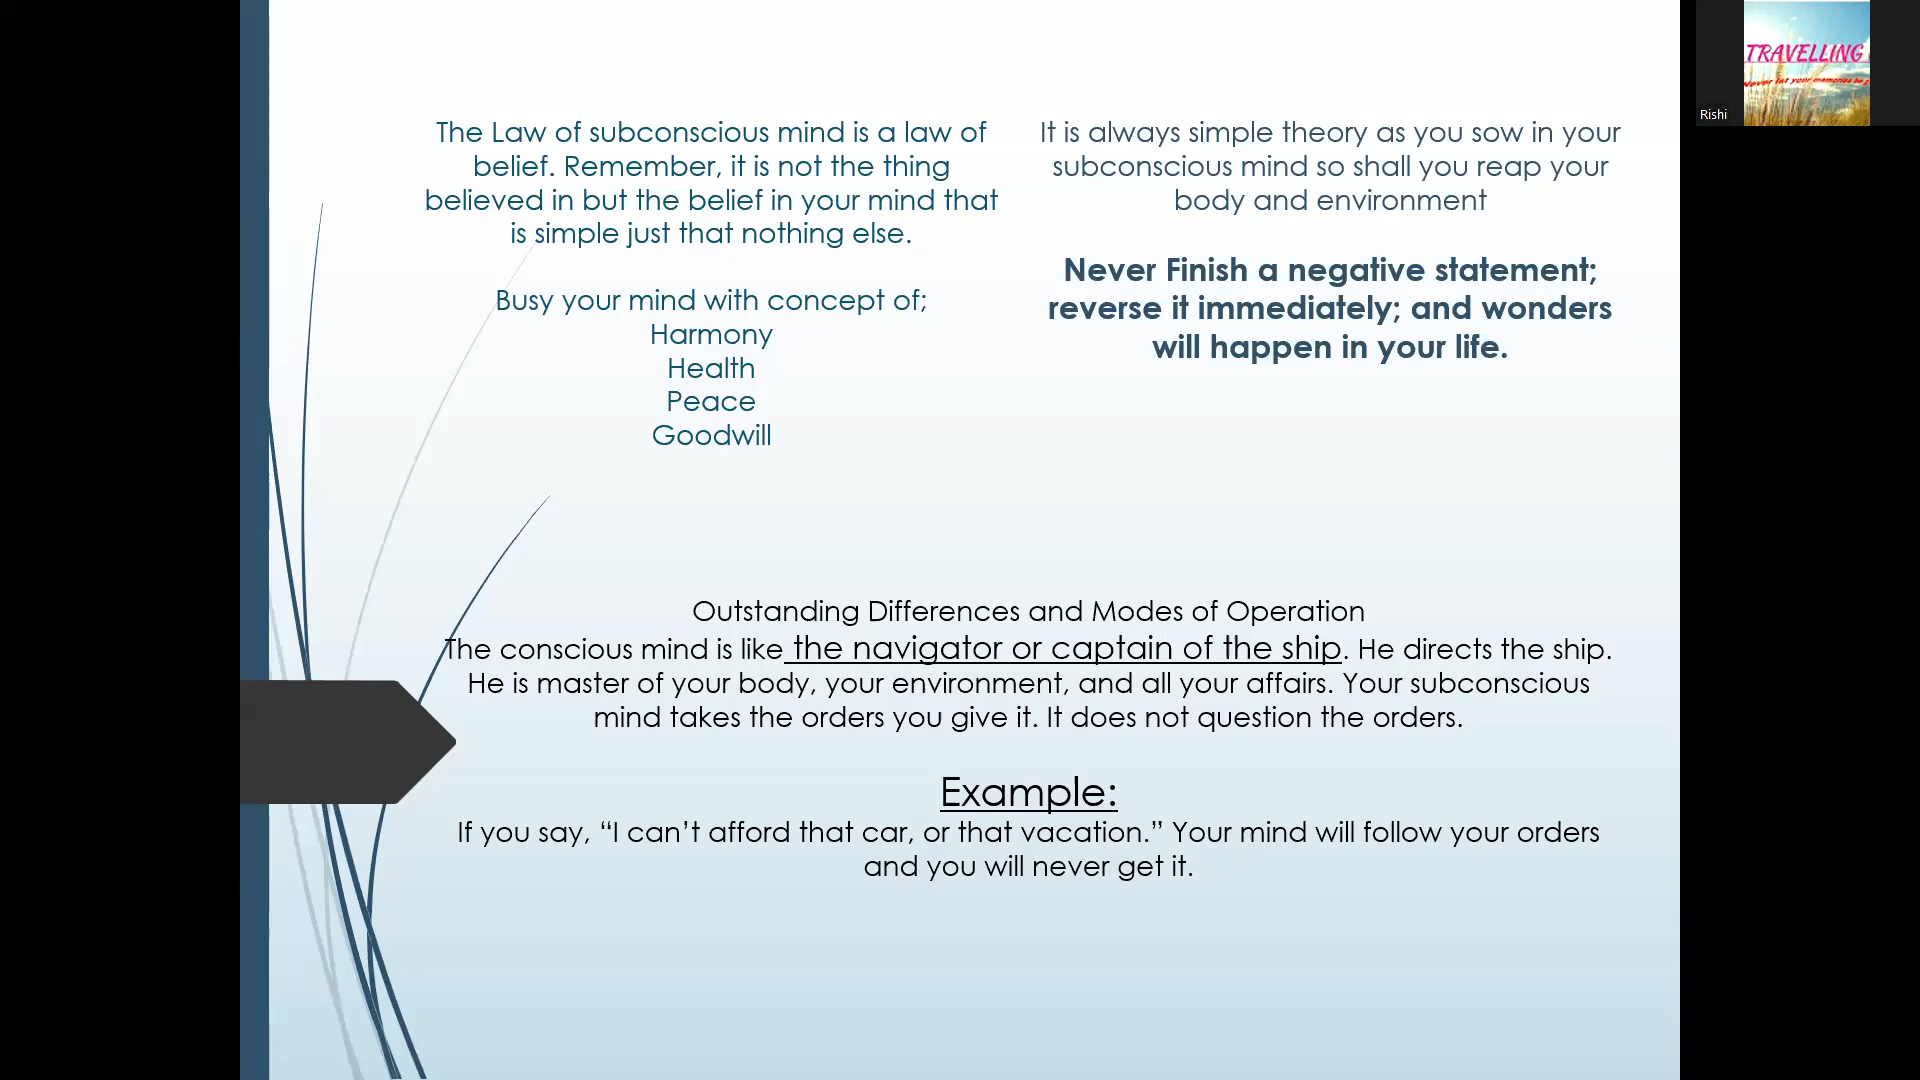 The Law of subconscious mind is a law of
belief. Remember, it is not the thing
believed in but the belief in your mind that
is simple just that nothing else.
Busy your mind with concept of;
Harmony
Health
Peace
Goodwill
It is always simple theory as you sow in your
subconscious mind so shall you reap your
body and environment
Never Finish a negative statement;
reverse it immediately; and wonders
will happen in your life.
Outstanding Differences and Modes of Operation
The conscious mind is like the navigator or captain of the ship. He directs the ship.
He is master of your body, your environment, and all your affairs. Your subconscious
mind takes the orders you give it. It does not question the orders.
Example:
If you say, “I can’t afford that car, or that vacation.” Your mind will follow your orders
and you will never get it.
TRAVELLING
Never let your memories be
Rishi